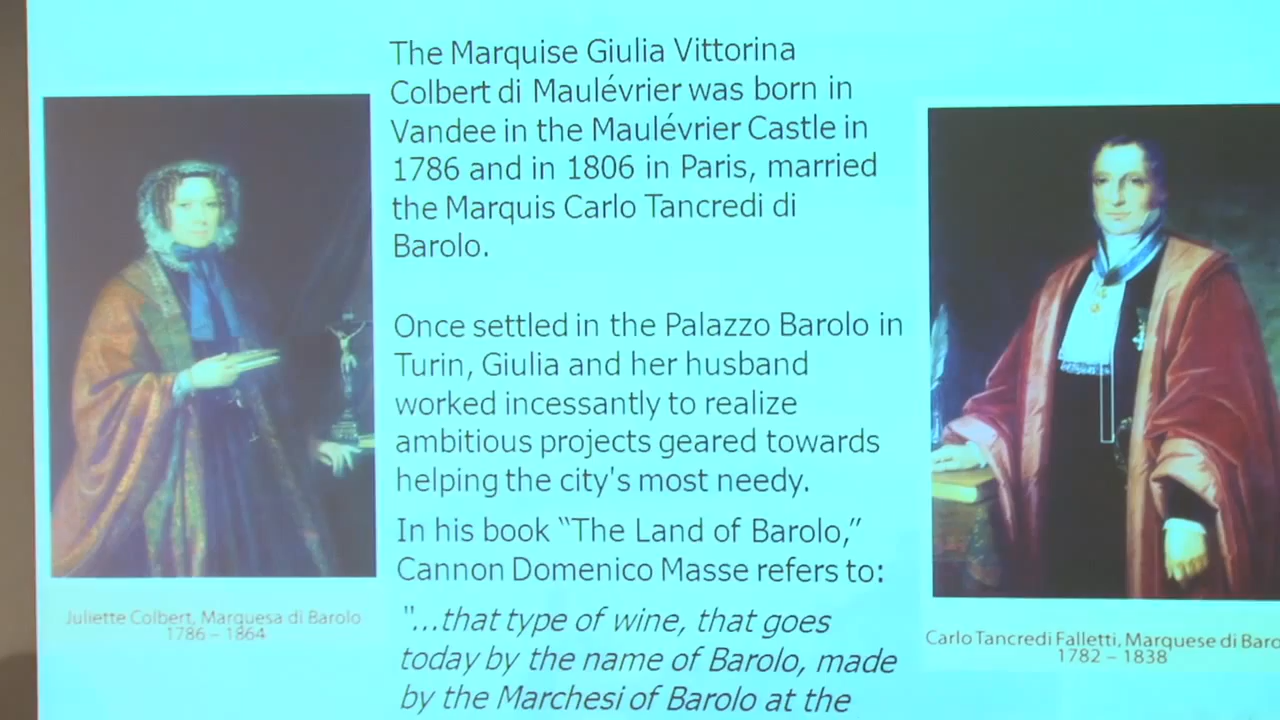 The Marquise Giulia Vittorina
Colbert di Maulévrier was born in
Vandee in the Maulévrier Castle in
1786 and in 1806 in Paris, married
the Marquis Carlo Tancredi di
Barolo.
Once settled in the Palazzo Barolo in
Turin, Giulia and her husband
worked incessantly to realize
ambitious projects geared towards
helping the city's most needy.
In his book “The Land of Barolo,”
Cannon Domenico Masse refers to:
"...that type of wine, that goes
today by the name of Barolo, made
by the Marchesi of Barolo at the
Juliette Colbert, Marquesa di Barolo
1786 – 1864
Carlo Tancredi Falletti, Marquese di Baro
1782 – 1838